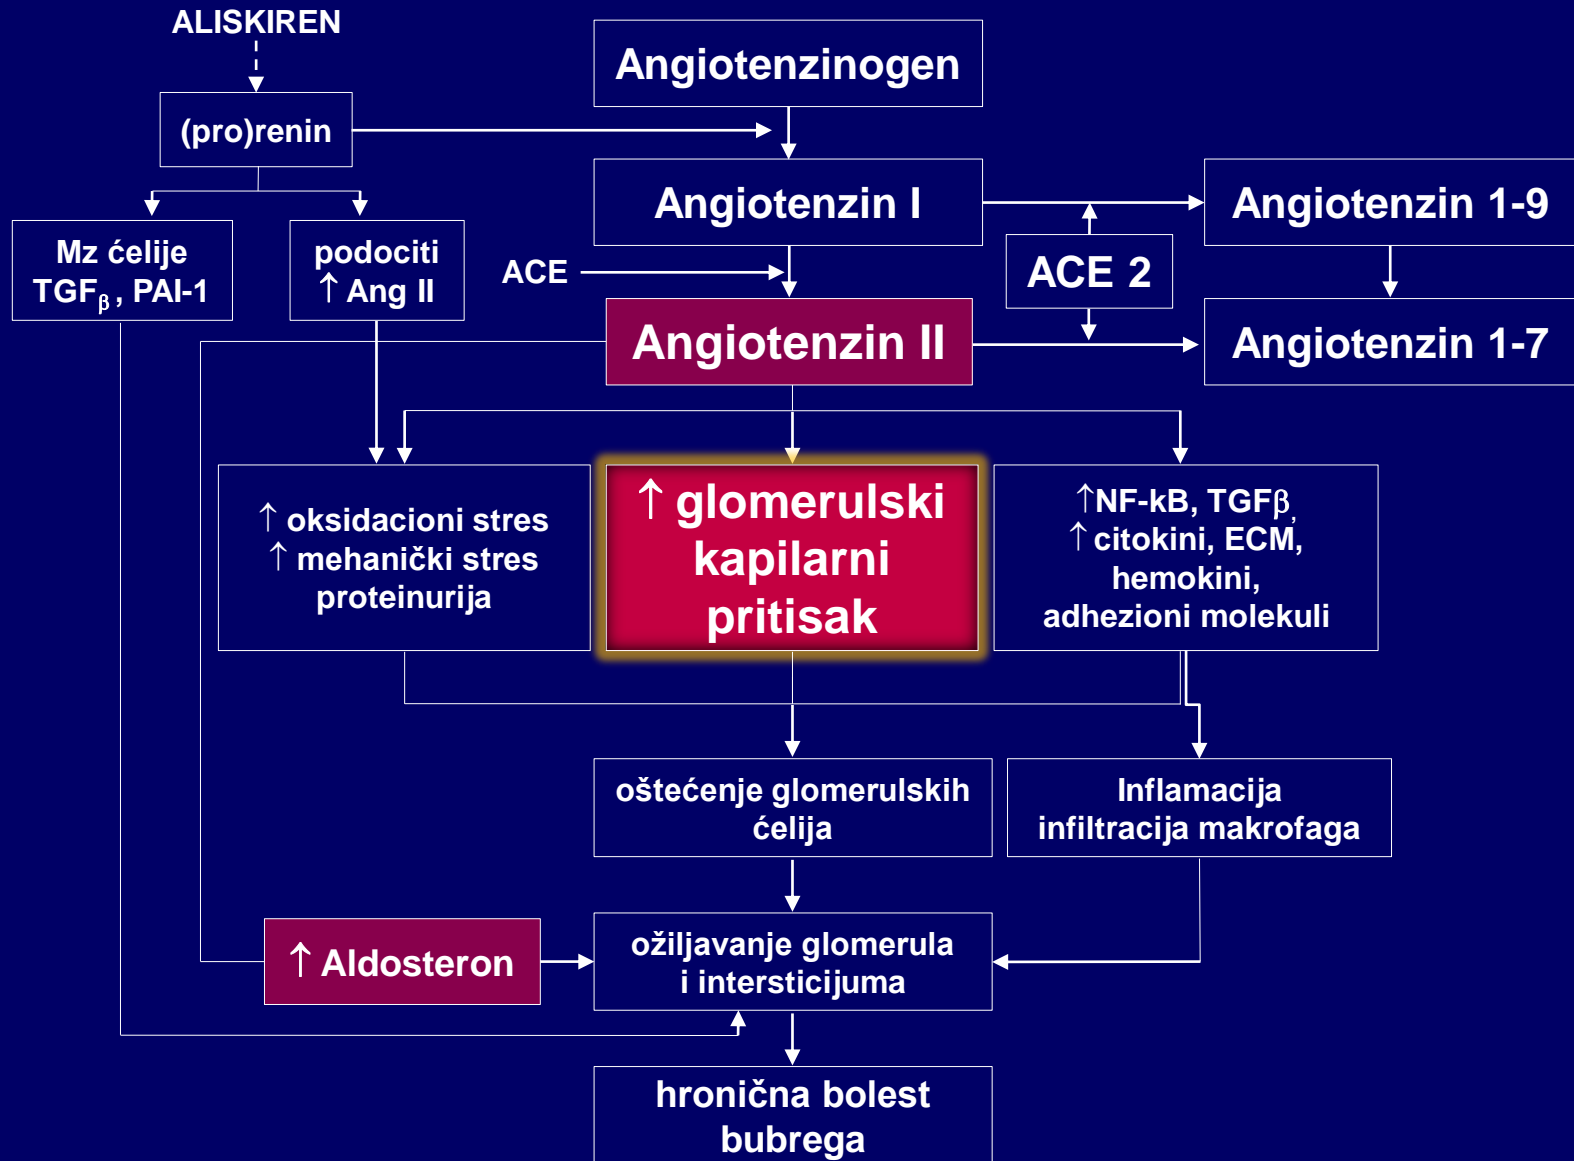 ALISKIREN
Angiotenzinogen
(pro)renin
Angiotenzin I
Angiotenzin 1-9
Mz ćelije
TGFβ, PAI-1
podociti
↑ Ang II
ACE
ACE 2
Angiotenzin II
Angiotenzin 1-7
↑ oksidacioni stres
↑ mehanički stres
proteinurija
↑ glomerulski
kapilarni
pritisak
↑NF-kB, TGFβ,
↑ citokini, ECM,
hemokini,
adhezioni molekuli
oštećenje glomerulskih
ćelija
Inflamacija
infiltracija makrofaga
↑ Aldosteron
ožiljavanje glomerula
i intersticijuma
hronična bolest
bubrega